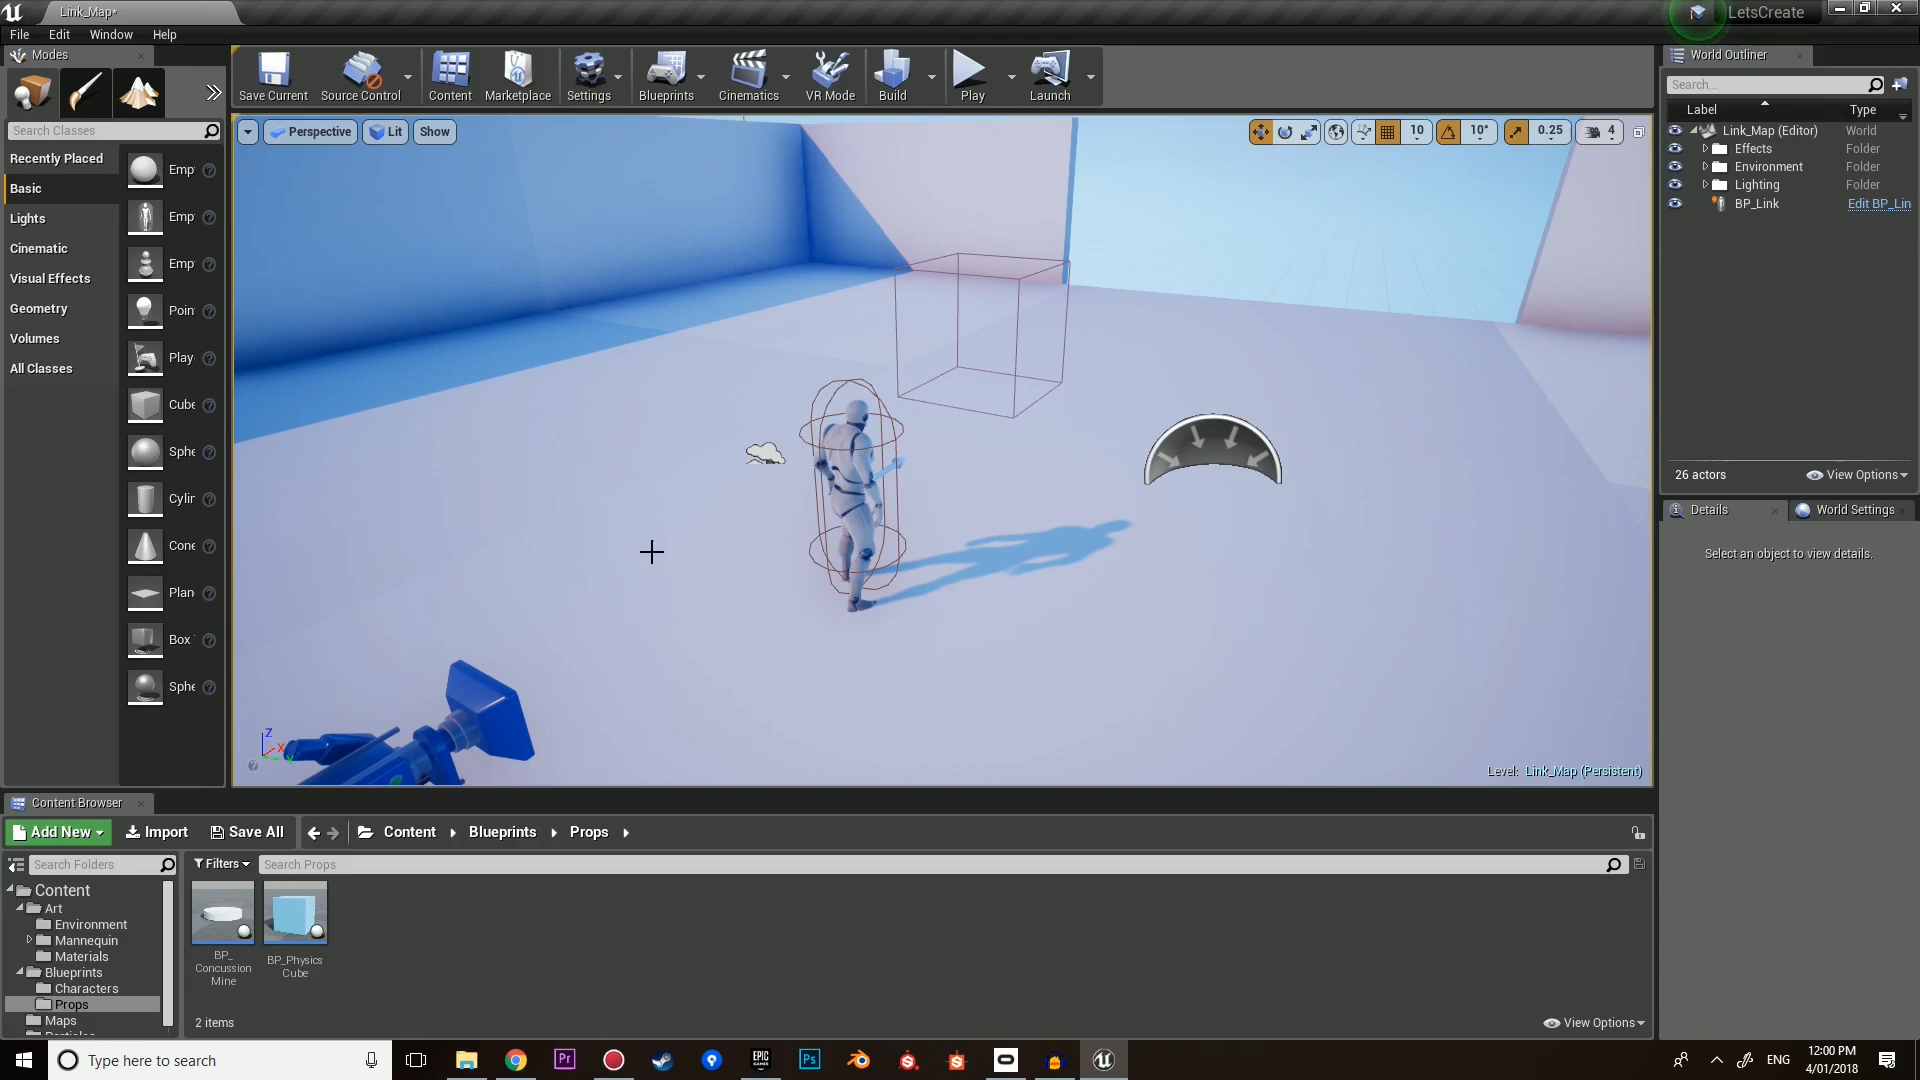 Link_Map*
LetsCreate
File Edit Window Help
Modes
Save Current
Source Control
Content
Marketplace
Settings
Blueprints
Cinematics
VR Mode
Build
Play
Launch
Search Classes
Recently Placed
Basic
Lights
Cinematic
Visual Effects
Geometry
Volumes
All Classes
Emp
Emp
Emp
Poin
Play
Cube
Sphe
Cylin
Cone
Plan
Box
Sphe
Perspective
Lit
Show
10
10°
0.25
4
Z
X
Y
Level: Link_Map (Persistent)
World Outliner
Search...
Label Type
Link_Map (Editor) World
Effects Folder
Environment Folder
Lighting Folder
BP_Link Edit BP_Lin
26 actors
View Options
Details
World Settings
Select an object to view details.
Content Browser
Add New
Import
Save All
Content
Blueprints
Props
Search Folders
Filters
Search Props
Content
Art
Environment
Mannequin
Materials
Blueprints
Characters
Props
Maps
BP_
Concussion
Mine
BP_Physics
Cube
2 items
View Options
Type here to search
Pr
EPIC
GAMES
Ps
ENG
12:00 PM
4/01/2018